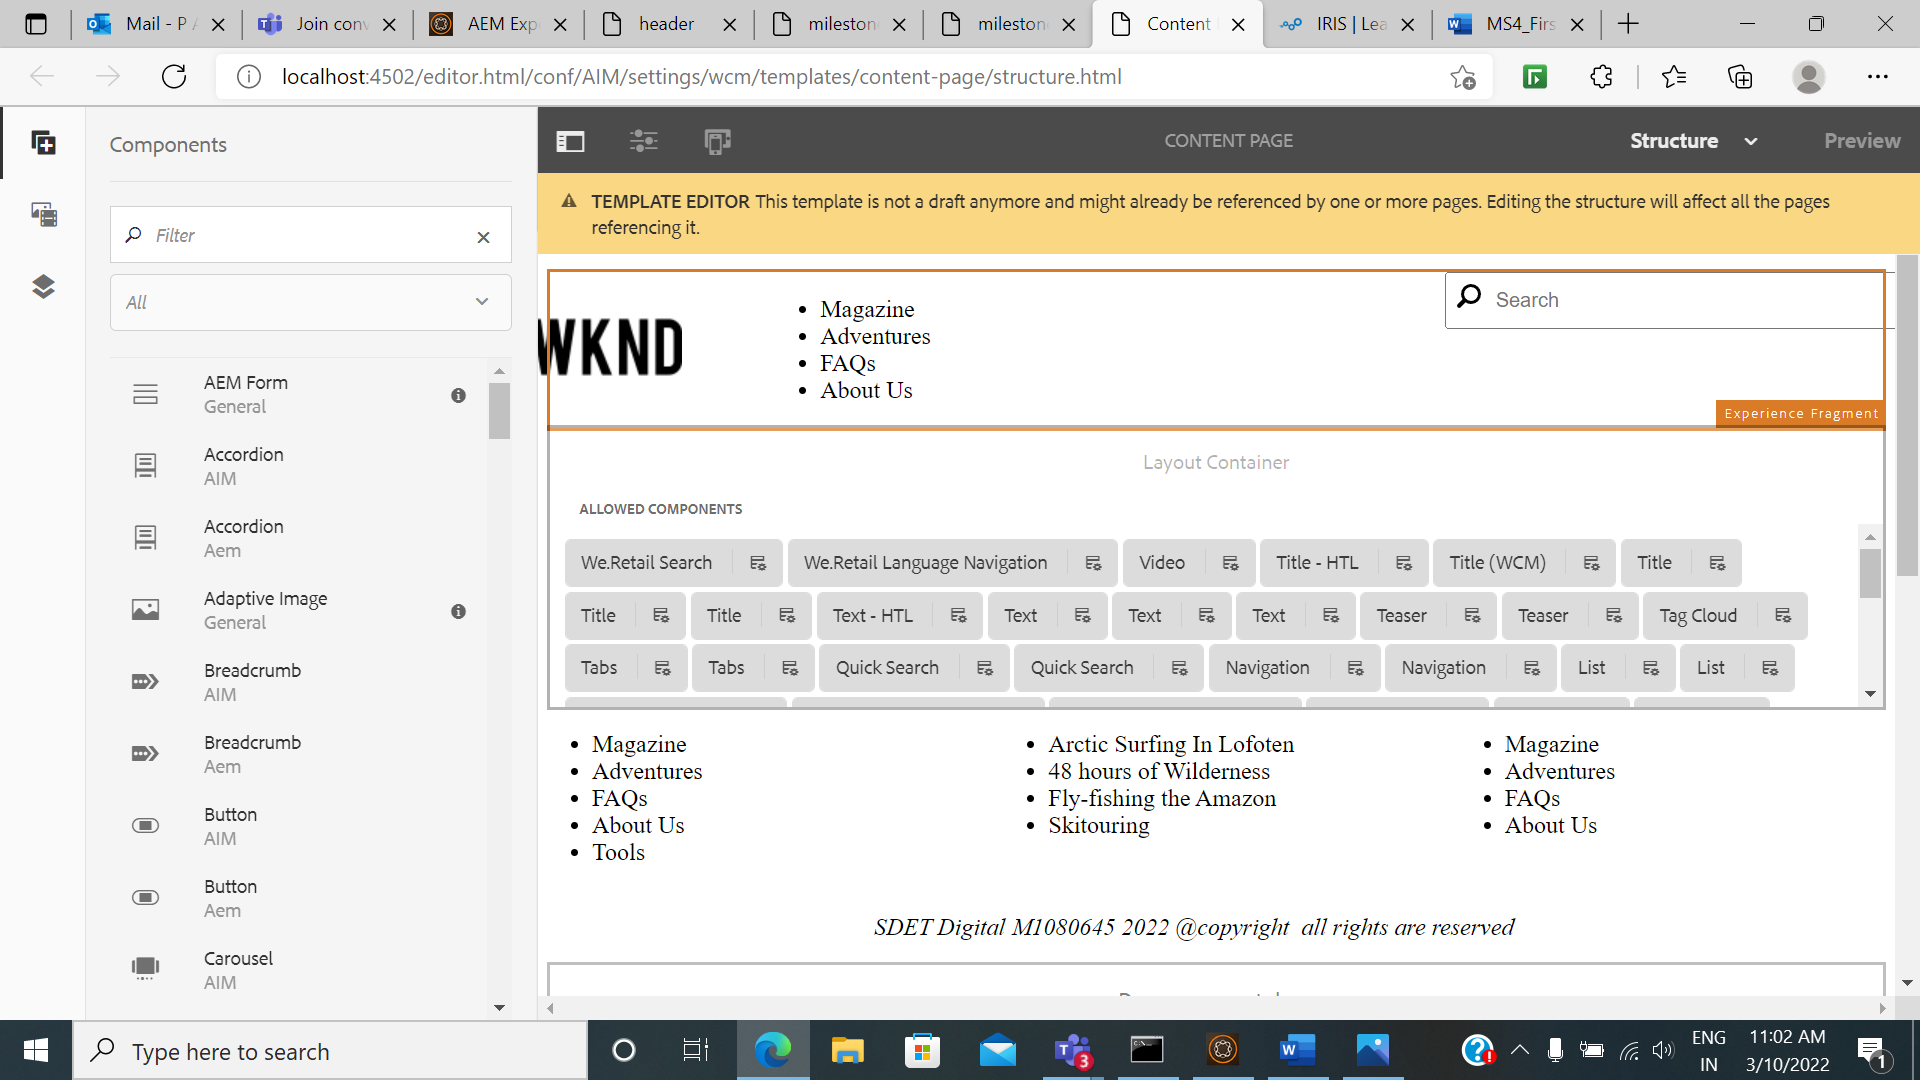 Mail - P A
Join conv
AEM Expe
header
mileston
mileston
Content
IRIS | Lea
MS4_Firs
localhost:4502/editor.html/conf/AIM/settings/wcm/templates/content-page/structure.html
Components
CONTENT PAGE
Structure
Preview
TEMPLATE EDITOR This template is not a draft anymore and might already be referenced by one or more pages. Editing the structure will affect all the pages
referencing it.
Filter
All
AEM Form
General
Accordion
AIM
Accordion
Aem
Adaptive Image
General
Breadcrumb
AIM
Breadcrumb
Aem
Button
AIM
Button
Aem
Carousel
AIM
WKND
• Magazine
• Adventures
• FAQs
• About Us
Search
Experience Fragment
Layout Container
ALLOWED COMPONENTS
We.Retail Search We.Retail Language Navigation Video Title - HTL Title (WCM) Title
Title Title Text - HTL Text Text Text Teaser Teaser Tag Cloud
Tabs Tabs Quick Search Quick Search Navigation Navigation List List
• Magazine
• Adventures
• FAQs
• About Us
• Tools
• Arctic Surfing In Lofoten
• 48 hours of Wilderness
• Fly-fishing the Amazon
• Skitouring
• Magazine
• Adventures
• FAQs
• About Us
SDET Digital M1080645 2022 @copyright all rights are reserved
Type here to search
3
ENG
IN
11:02 AM
3/10/2022
1